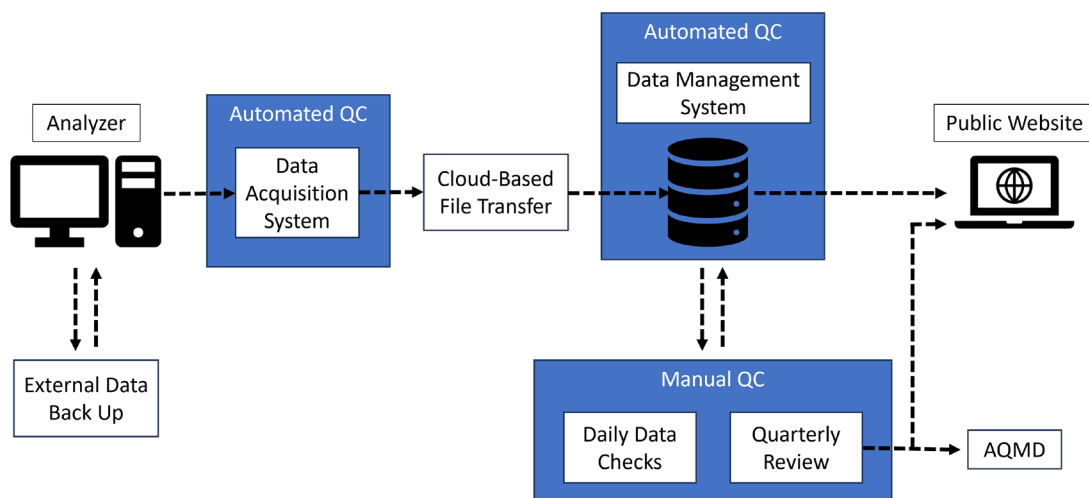 Analyzer
Automated QC
Data
Acquisition
System
Cloud-Based
File Transfer
Automated QC
Data Management
System
Public Website
External Data
Back Up
Manual QC
Daily Data
Checks
Quarterly
Review
AQMD